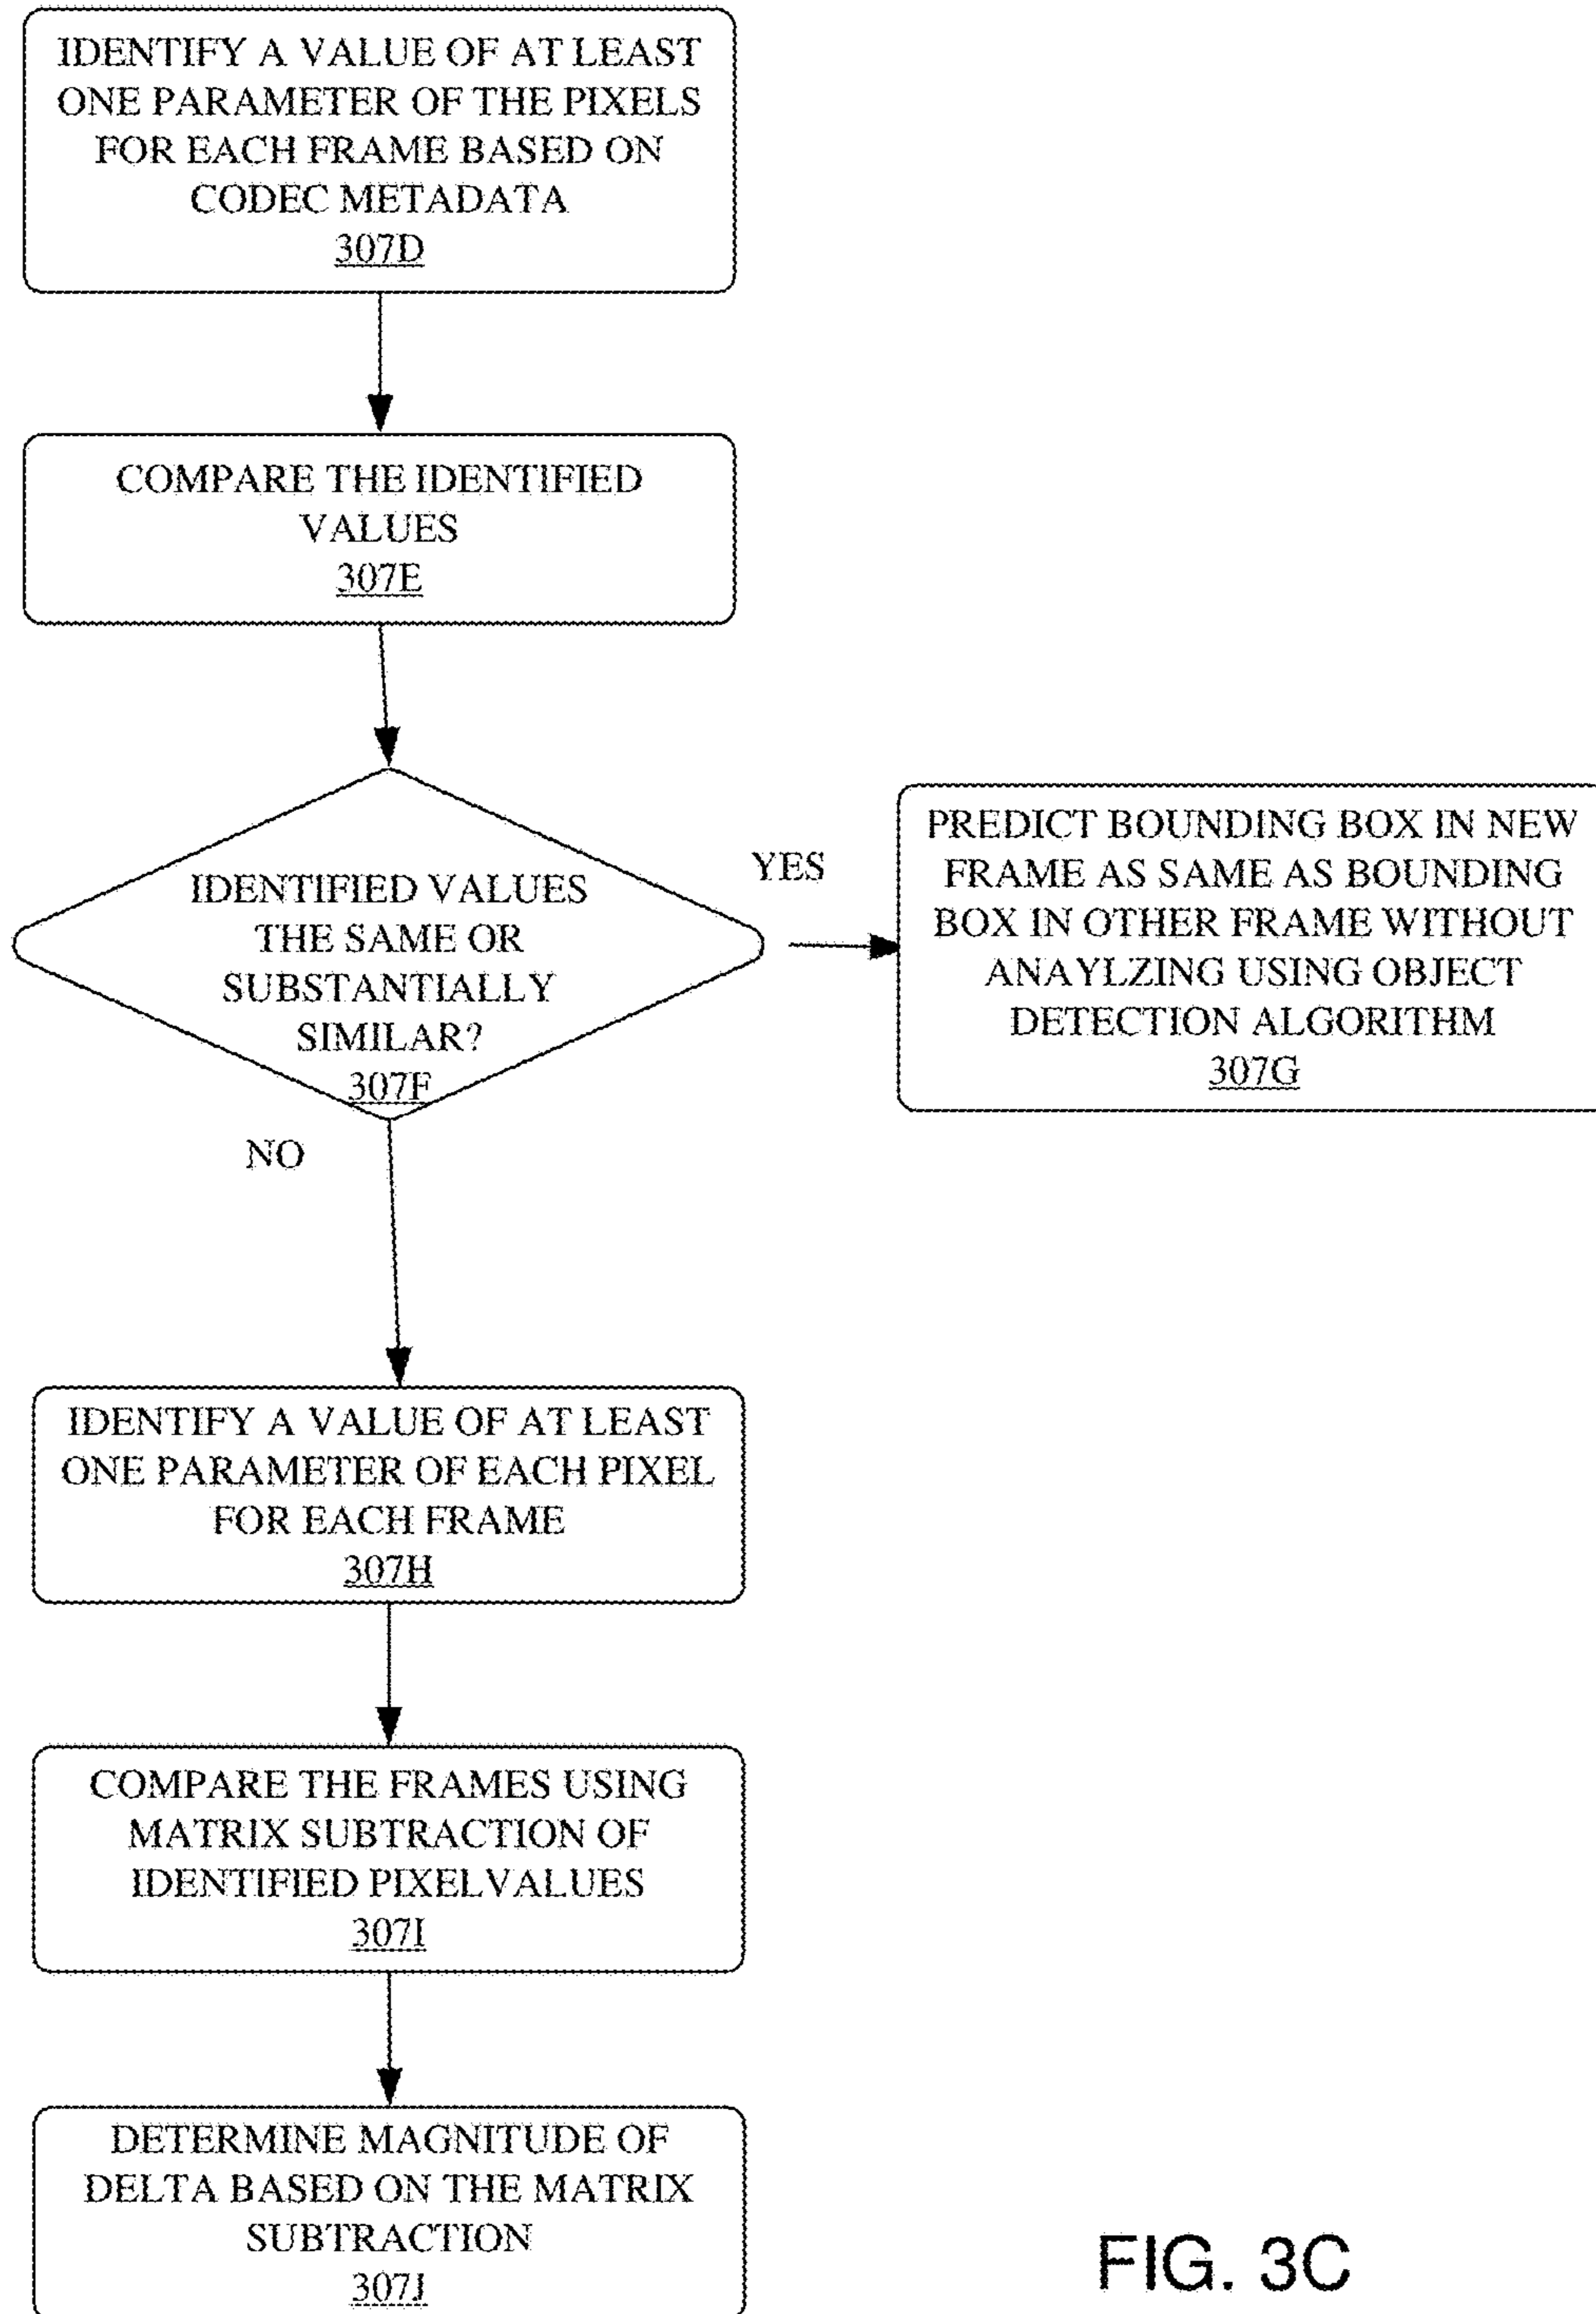 IDENTIFY A VALUE OF AT LEAST
ONE PARAMETER OF THE PIXELS
FOR EACH FRAME BASED ON
CODEC METADATA
307D
COMPARE THE IDENTIFIED
VALUES
307E
IDENTIFIED VALUES
THE SAME OR
SUBSTANTIALLY
SIMILAR?
307F
YES
PREDICT BOUNDING BOX IN NEW
FRAME AS SAME AS BOUNDING
BOX IN OTHER FRAME WITHOUT
ANAYLZING USING OBJECT
DETECTION ALGORITHM
307G
NO
IDENTIFY A VALUE OF AT LEAST
ONE PARAMETER OF EACH PIXEL
FOR EACH FRAME
307H
COMPARE THE FRAMES USING
MATRIX SUBTRACTION OF
IDENTIFIED PIXELVALUES
307I
DETERMINE MAGNITUDE OF
DELTA BASED ON THE MATRIX
SUBTRACTION
307J
FIG. 3C